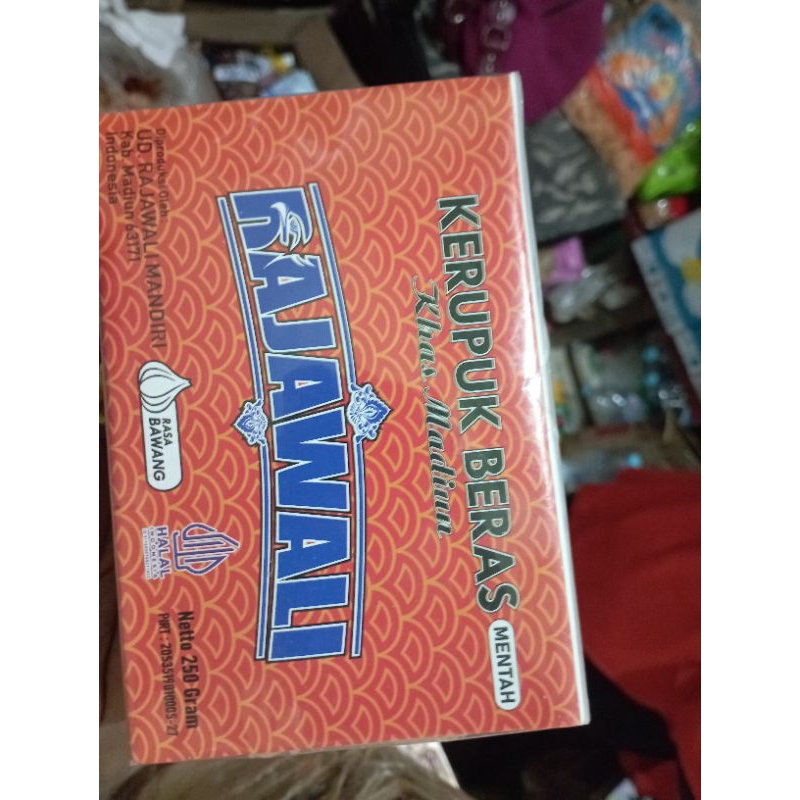 KERUPUK BERAS
MENTAH
Khas Madiun
RAJAWALI
Diproduksi Oleh:
UD RAJAWALI MANDIRI
Kab. Madiun 63171
Indonesia
RASA
BAWANG
HALAL
INDONESIA
Netto 250 Gram